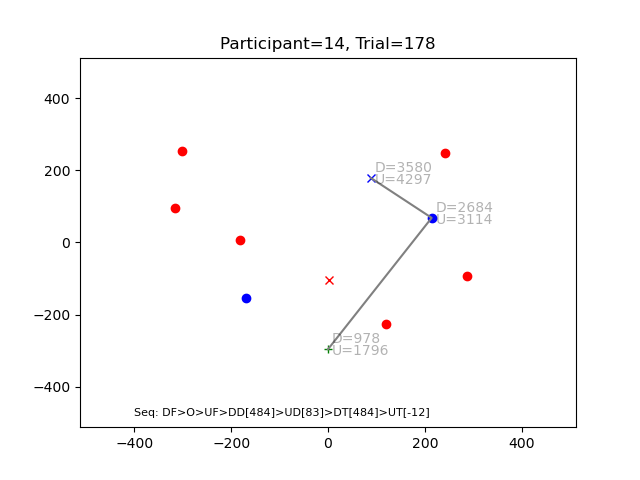 Participant=14, Trial=178
400
200
0
−200
−400
D=3580
U=4297
D=2684
U=3114
D=978
U=1796
Seq: DF>O>UF>DD[484]>UD[83]>DT[484]>UT[-12]
−400 −200 0 200 400